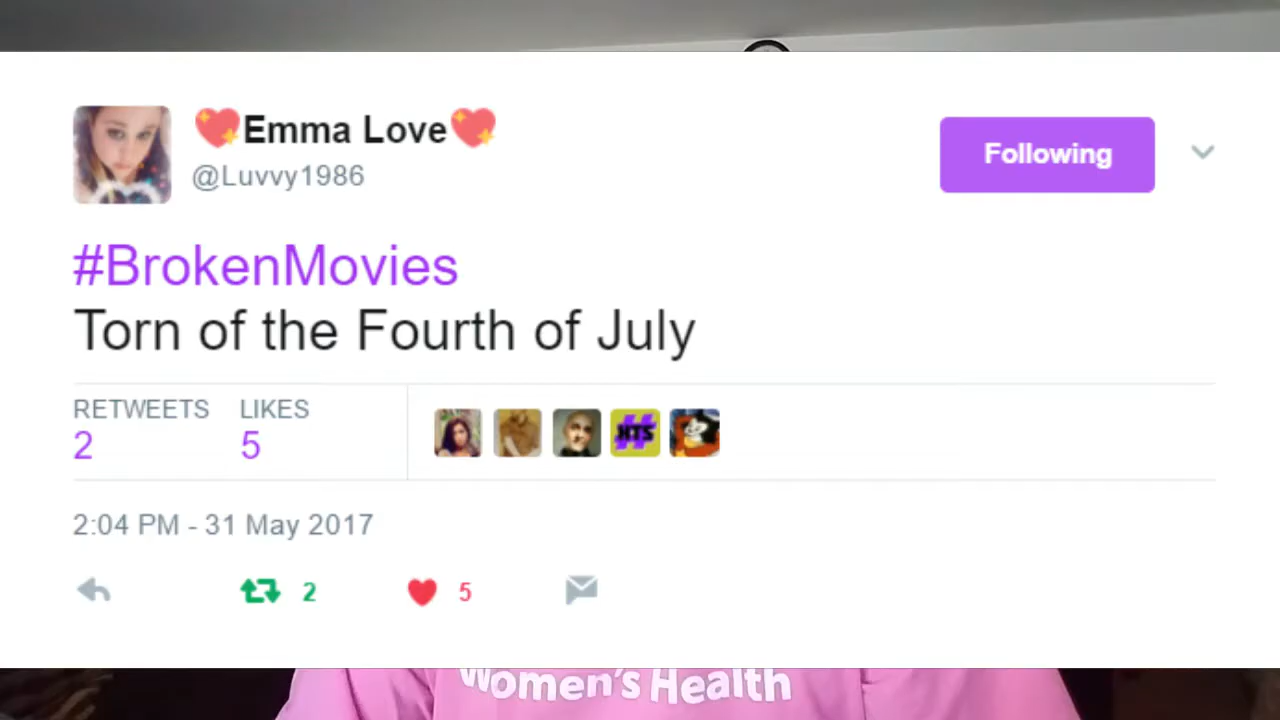 💖Emma Love💖
@Luvvy1986
Following
#BrokenMovies
Torn of the Fourth of July
RETWEETS LIKES
2 5
HTS
2:04 PM - 31 May 2017
2 5
Women's Health